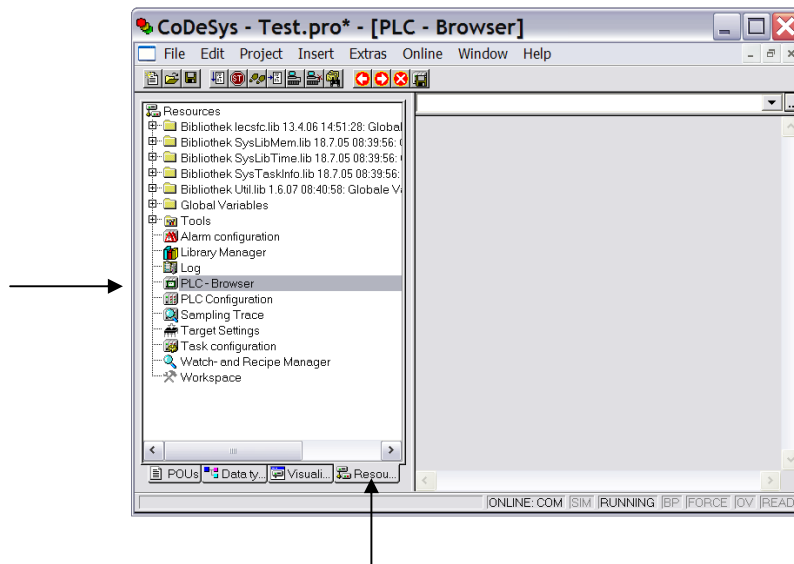 CoDeSys - Test.pro* - [PLC - Browser]
File Edit Project Insert Extras Online Window Help
Resources
Bibliothek Iecsfc.lib 13.4.06 14:51:28: Global
Bibliothek SysLibMem.lib 18.7.05 08:39:56:
Bibliothek SysLibTime.lib 18.7.05 08:39:56:
Bibliothek SysTaskInfo.lib 18.7.05 08:39:56:
Bibliothek Util.lib 1.6.07 08:40:58: Globale V
Global Variables
Tools
Alarm configuration
Library Manager
Log
PLC - Browser
PLC Configuration
Sampling Trace
Target Settings
Task configuration
Watch- and Recipe Manager
Workspace
POUs Data ty... Visuali... Resou...
ONLINE: COM SIM RUNNING BP FORCE OV READ